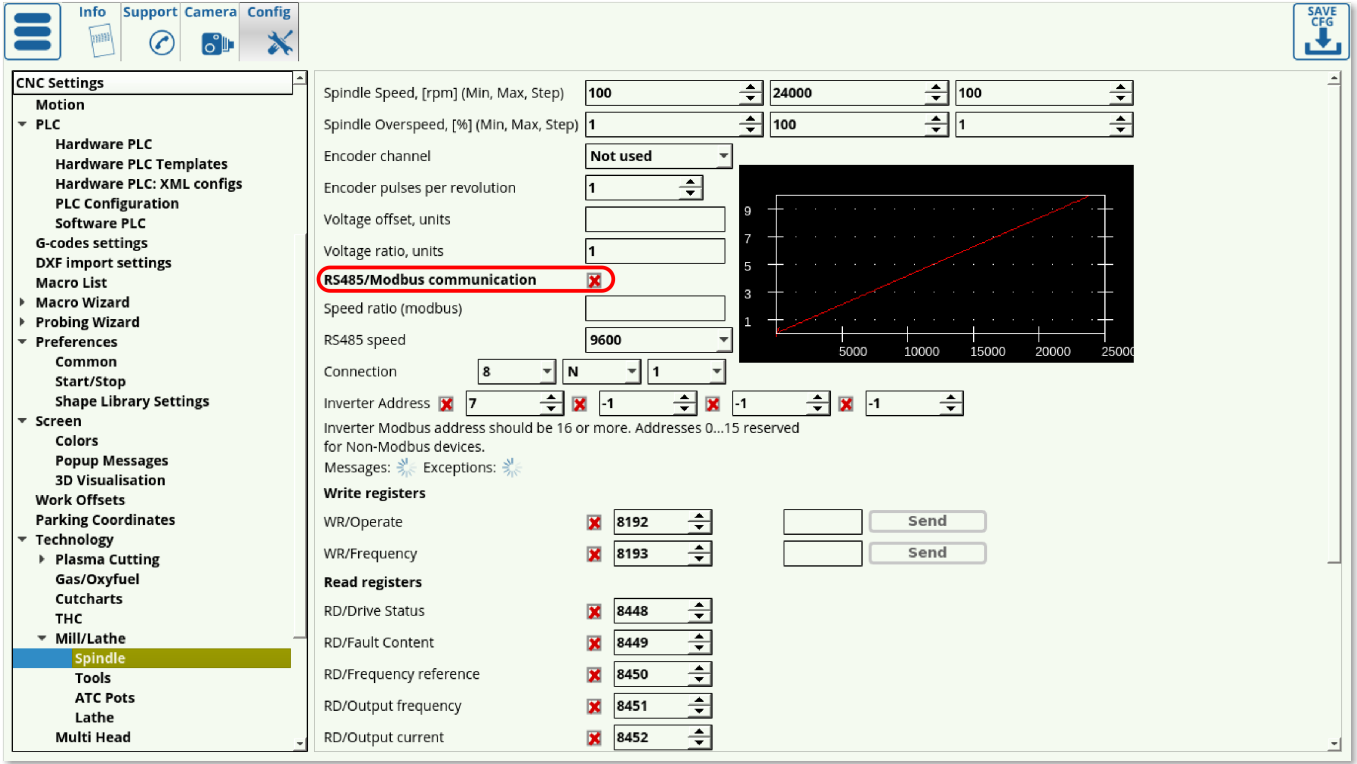 Info Support Camera Config
SAVE
CFG
CNC Settings
Motion
PLC
Hardware PLC
Hardware PLC Templates
Hardware PLC: XML configs
PLC Configuration
Software PLC
G-codes settings
DXF import settings
Macro List
Macro Wizard
Probing Wizard
Preferences
Common
Start/Stop
Shape Library Settings
Screen
Colors
Popup Messages
3D Visualisation
Work Offsets
Parking Coordinates
Technology
Plasma Cutting
Gas/Oxyfuel
Cutcharts
THC
Mill/Lathe
Spindle
Tools
ATC Pots
Lathe
Multi Head
Spindle Speed, [rpm] (Min, Max, Step) 100 24000 100
Spindle Overspeed, [%] (Min, Max, Step) 1 100 1
Encoder channel Not used
Encoder pulses per revolution 1
Voltage offset, units
Voltage ratio, units 1
RS485/Modbus communication
Speed ratio (modbus)
RS485 speed 9600
Connection 8 N 1
Inverter Address 7 -1 -1 -1
Inverter Modbus address should be 16 or more. Addresses 0...15 reserved
for Non-Modbus devices.
Messages: Exceptions:
Write registers
WR/Operate 8192 Send
WR/Frequency 8193 Send
Read registers
RD/Drive Status 8448
RD/Fault Content 8449
RD/Frequency reference 8450
RD/Output frequency 8451
RD/Output current 8452
9
7
5
3
1
5000 10000 15000 20000 25000